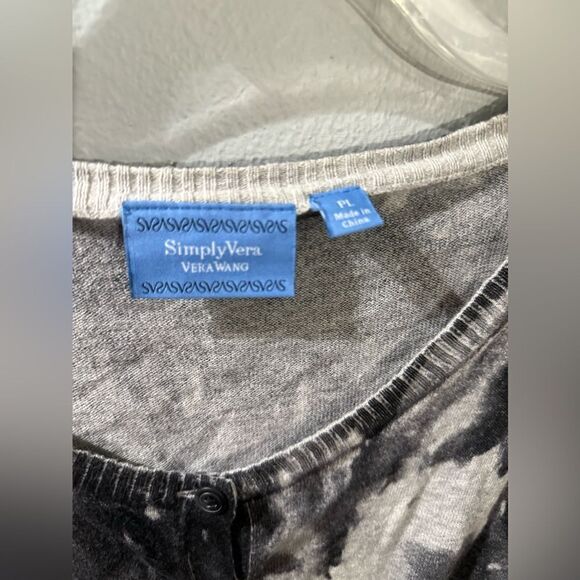 SimplyVera
VERA WANG
PL
Made in
China